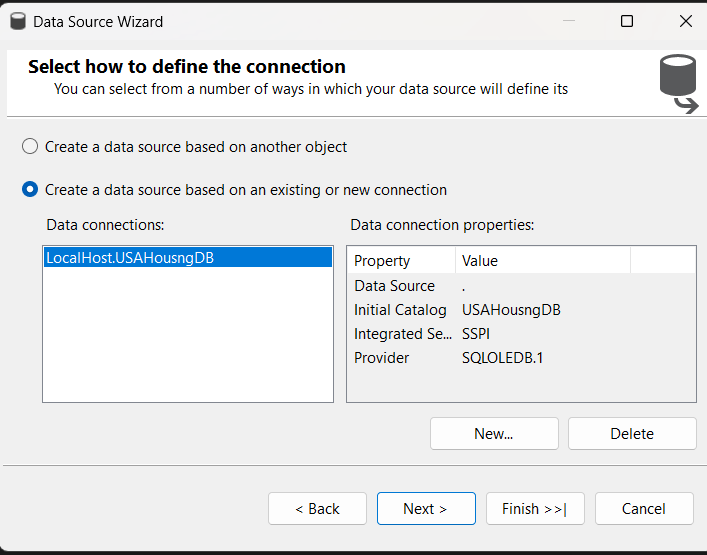 Data Source Wizard
Select how to define the connection
You can select from a number of ways in which your data source will define its
Create a data source based on another object
Create a data source based on an existing or new connection
Data connections:
Data connection properties:
LocalHost.USAHousngDB
Property Value
Data Source .
Initial Catalog USAHousngDB
Integrated Se... SSPI
Provider SQLOLEDB.1
New...
Delete
< Back
Next >
Finish >>|
Cancel